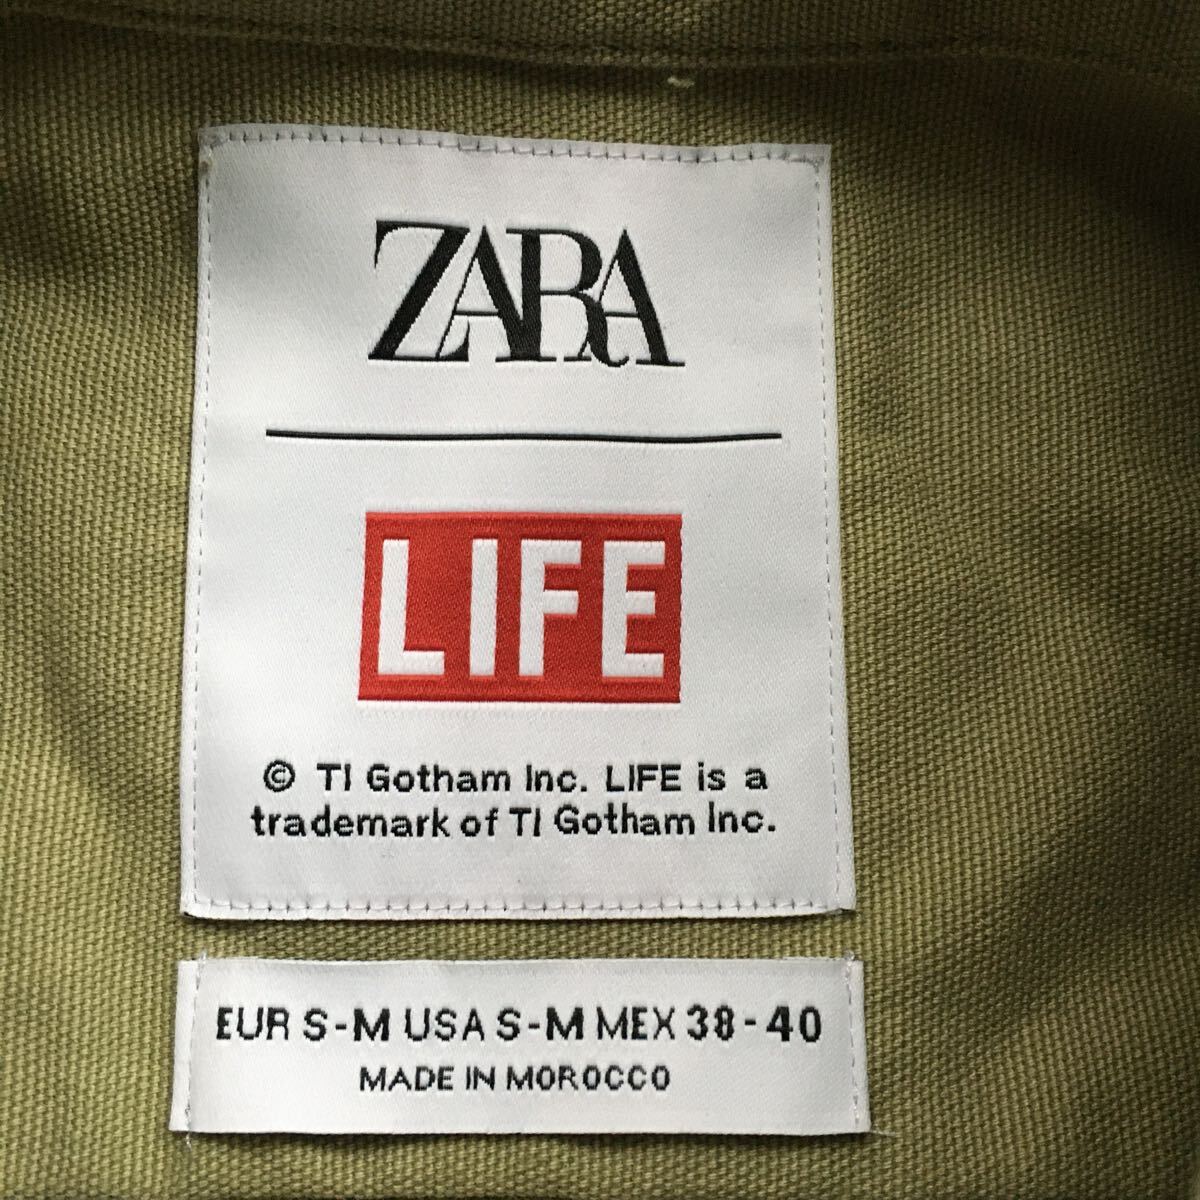 ZARA
LIFE
© TI Gotham Inc. LIFE is a
trademark of TI Gotham Inc.
EUR S-M USA S-M MEX 38-40
MADE IN MOROCCO